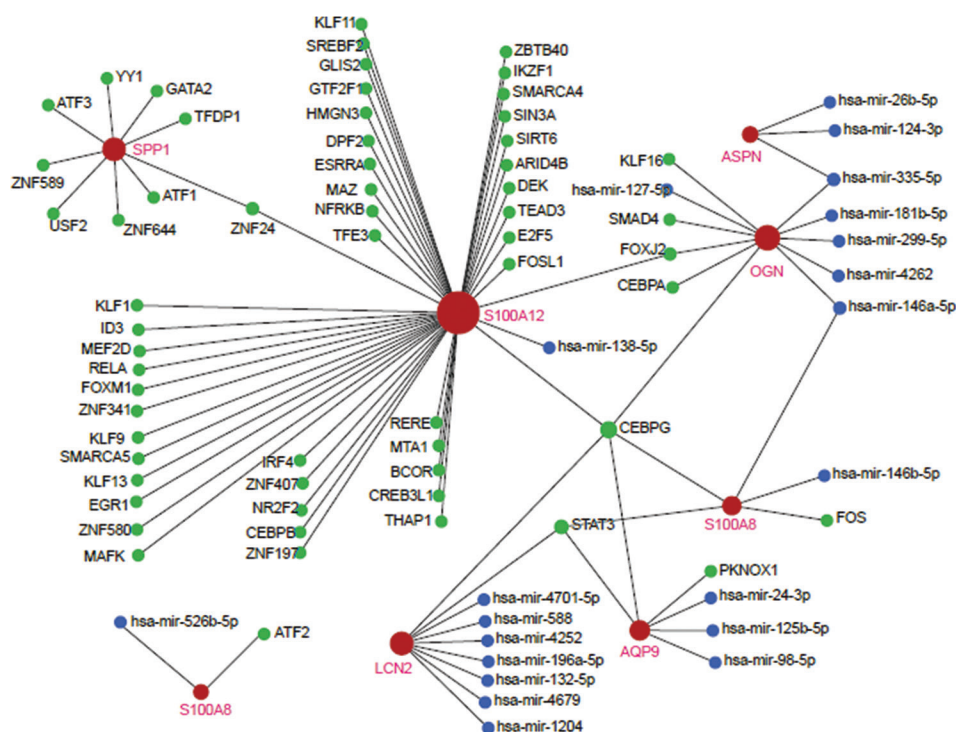 KLF11
SREBF2
GLIS2
GTF2F1
HMGN3
DPF2
ESRRA
MAZ
NFRKB
TFE3
ZBTB40
IKZF1
SMARCA4
SIN3A
SIRT6
ARID4B
DEK
TEAD3
E2F5
FOSL1
YY1
GATA2
ATF3
TFDP1
SPP1
ZNF589
ATF1
USF2
ZNF644
ZNF24
hsa-mir-26b-5p
hsa-mir-124-3p
ASPN
KLF16
hsa-mir-335-5p
hsa-mir-127-5p
SMAD4
hsa-mir-181b-5p
OGN
hsa-mir-299-5p
FOXJ2
hsa-mir-4262
CEBPA
hsa-mir-146a-5p
S100A12
hsa-mir-138-5p
KLF1
ID3
MEF2D
RELA
FOXM1
ZNF341
KLF9
SMARCA5
KLF13
EGR1
ZNF580
MAFK
IRF4
ZNF407
NR2F2
CEBPB
ZNF197
RERE
MTA1
BCOR
CREB3L1
THAP1
CEBPG
hsa-mir-146b-5p
S100A8
FOS
STAT3
PKNOX1
hsa-mir-24-3p
hsa-mir-125b-5p
AQP9
hsa-mir-98-5p
hsa-mir-4701-5p
hsa-mir-588
hsa-mir-4252
hsa-mir-196a-5p
LCN2
hsa-mir-132-5p
hsa-mir-4679
hsa-mir-1204
hsa-mir-526b-5p
ATF2
S100A8